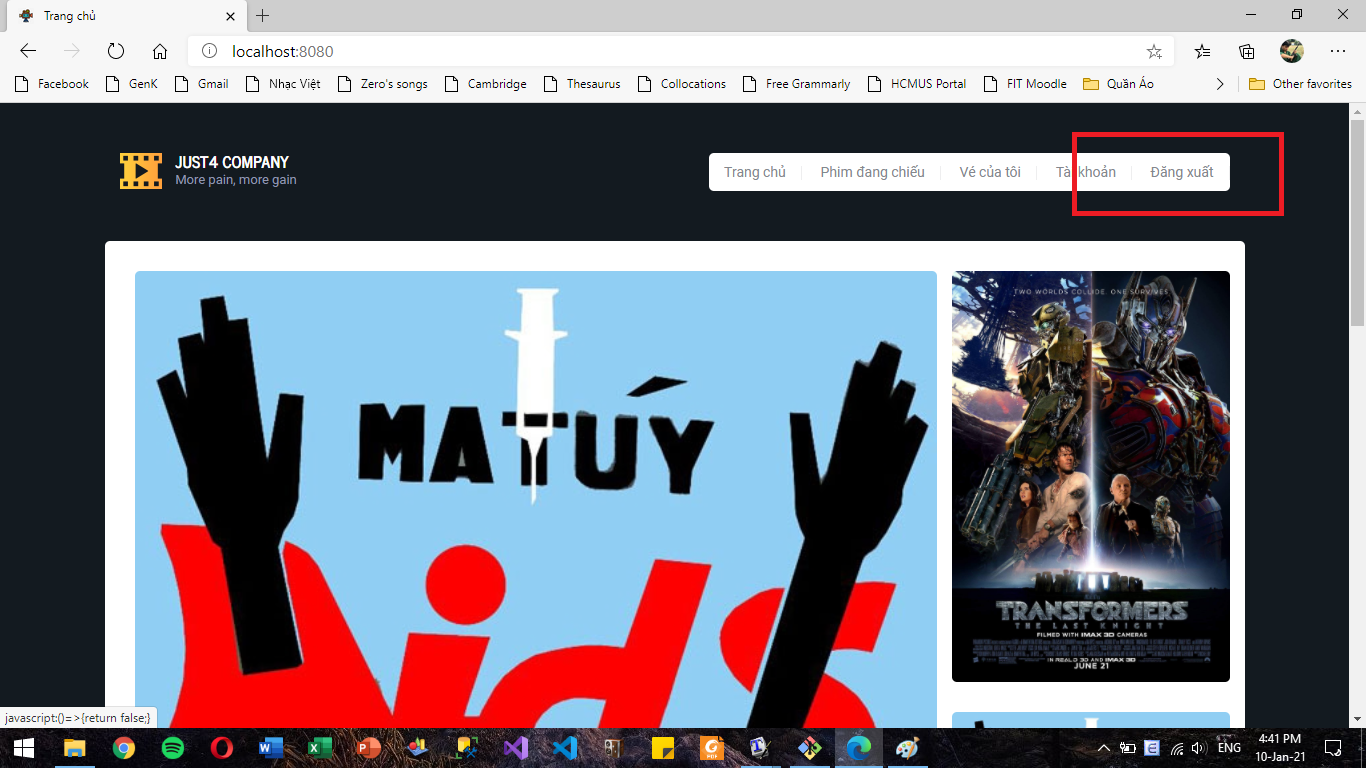 Trang chủ
localhost:8080
Facebook GenK Gmail Nhạc Việt Zero's songs Cambridge Thesaurus Collocations Free Grammarly HCMUS Portal FIT Moodle Quần Áo Other favorites
JUST4 COMPANY
More pain, more gain
Trang chủ Phim đang chiếu Vé của tôi Tài khoản Đăng xuất
MA TÚY
Aids
TWO WORLDS COLLIDE. ONE SURVIVES.
TRANSFORMERS
THE LAST KNIGHT
FILMED WITH IMAX 3D CAMERAS
IN REALD 3D AND IMAX 3D
JUNE 21
javascript:()=>{return false;}
ENG
4:41 PM
10-Jan-21